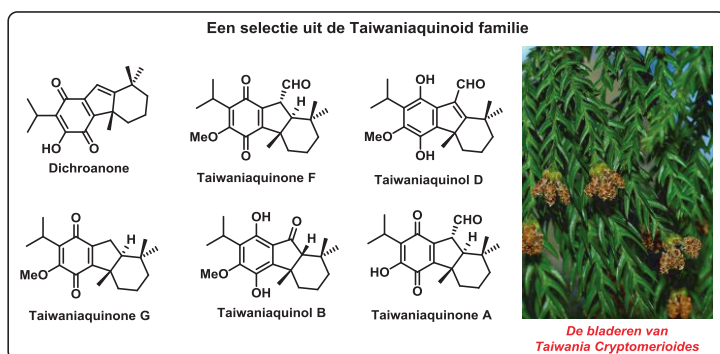 Een selectie uit de Taiwaniaquinoid familie
O
O
HO
Dichroanone
O
CHO
H
MeO
O
Taiwaniaquinone F
OH
CHO
MeO
OH
Taiwaniaquinol D
O
H
MeO
O
Taiwaniaquinone G
OH
O
H
MeO
OH
Taiwaniaquinol B
O
CHO
H
HO
O
Taiwaniaquinone A
De bladeren van
Taiwania Cryptomerioides